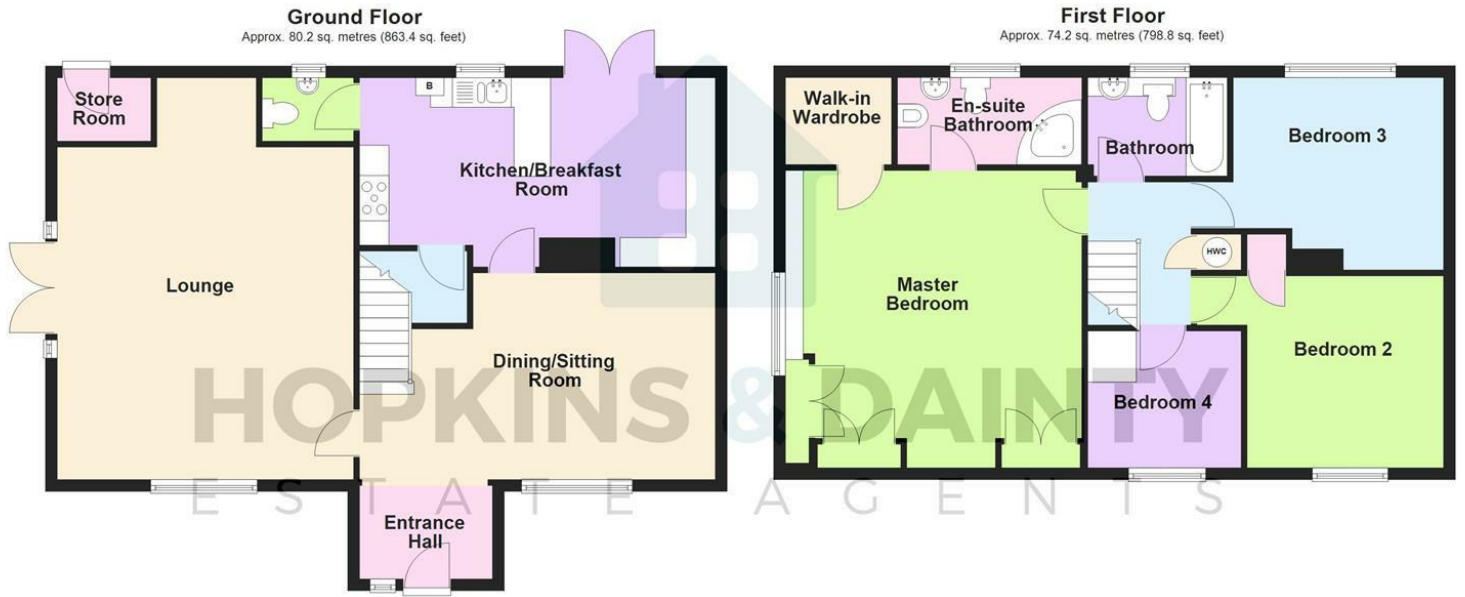 Ground Floor
Approx. 80.2 sq. metres (863.4 sq. feet)
Store
Room
B
Kitchen/Breakfast
Room
Lounge
Dining/Sitting
Room
Entrance
Hall
First Floor
Approx. 74.2 sq. metres (798.8 sq. feet)
Walk-in
Wardrobe
En-suite
Bathroom
Bathroom
Bedroom 3
HWC
Master
Bedroom
Bedroom 2
Bedroom 4
HOPKINS & DAINTY
ESTATE AGENTS